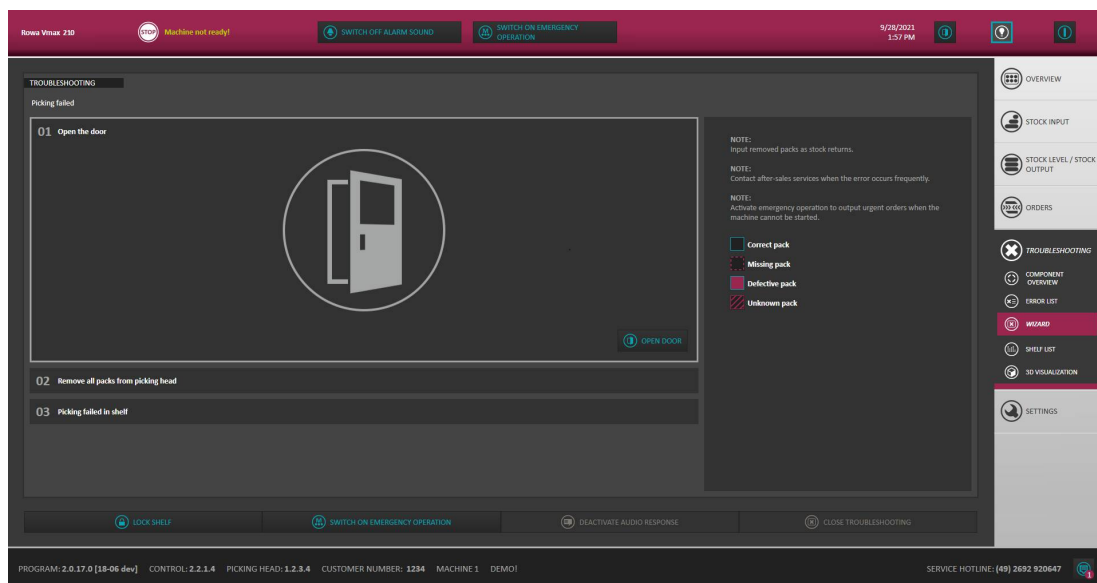 Rowa Vmax 210
STOP
Machine not ready!
SWITCH OFF ALARM SOUND
SWITCH ON EMERGENCY
OPERATION
9/28/2021
1:57 PM
TROUBLESHOOTING
Picking failed
01 Open the door
OPEN DOOR
02 Remove all packs from picking head
03 Picking failed in shelf
NOTE:
Input removed packs as stock returns.
NOTE:
Contact after-sales services when the error occurs frequently.
NOTE:
Activate emergency operation to output urgent orders when the
machine cannot be started.
Correct pack
Missing pack
Defective pack
Unknown pack
LOCK SHELF
SWITCH ON EMERGENCY OPERATION
DEACTIVATE AUDIO RESPONSE
CLOSE TROUBLESHOOTING
OVERVIEW
STOCK INPUT
STOCK LEVEL / STOCK
OUTPUT
ORDERS
TROUBLESHOOTING
COMPONENT
OVERVIEW
ERROR LIST
WIZARD
SHELF LIST
3D VISUALIZATION
SETTINGS
PROGRAM: 2.0.17.0 [18-06 dev] CONTROL: 2.2.1.4 PICKING HEAD: 1.2.3.4 CUSTOMER NUMBER: 1234 MACHINE 1 DEMO!
SERVICE HOTLINE: (49) 2692 920647
1